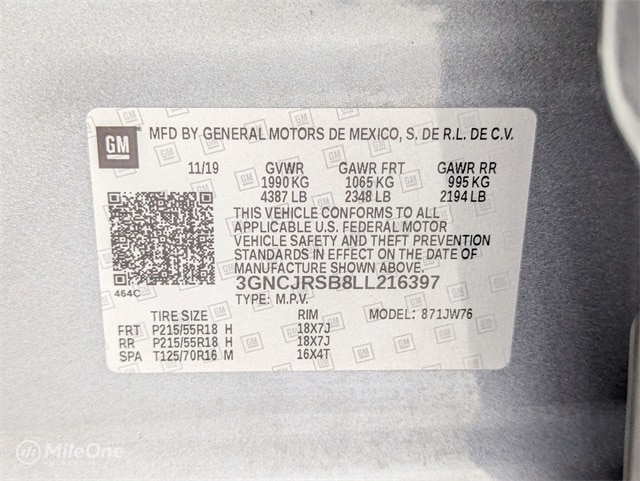 GM
MFD BY GENERAL MOTORS DE MEXICO, S. DE R.L. DE C.V.
11/19 GVWR GAWR FRT GAWR RR
1990 KG 1065 KG 995 KG
4387 LB 2348 LB 2194 LB
THIS VEHICLE CONFORMS TO ALL
APPLICABLE U.S. FEDERAL MOTOR
VEHICLE SAFETY AND THEFT PREVENTION
STANDARDS IN EFFECT ON THE DATE OF
MANUFACTURE SHOWN ABOVE.
3GNCJRSB8LL216397
464C
TYPE: M.P.V.
TIRE SIZE RIM MODEL: 871JW76
FRT P215/55R18 H 18X7J
RR P215/55R18 H 18X7J
SPA T125/70R16 M 16X4T
MileOne